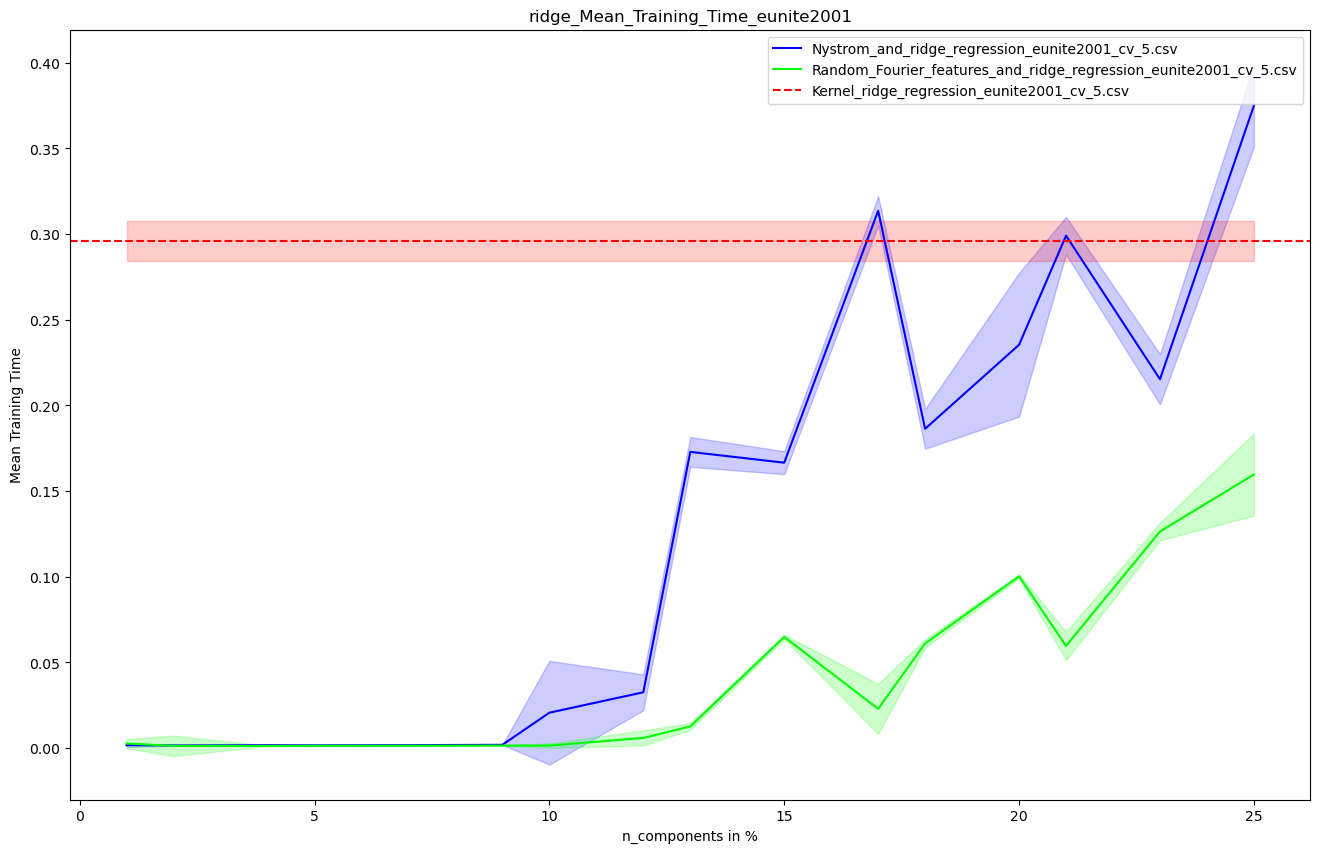 ridge_Mean_Training_Time_eunite2001
Nystrom_and_ridge_regression_eunite2001_cv_5.csv
Random_Fourier_features_and_ridge_regression_eunite2001_cv_5.csv
Kernel_ridge_regression_eunite2001_cv_5.csv
Mean Training Time
0.40
0.35
0.30
0.25
0.20
0.15
0.10
0.05
0.00
0 5 10 15 20 25
n_components in %